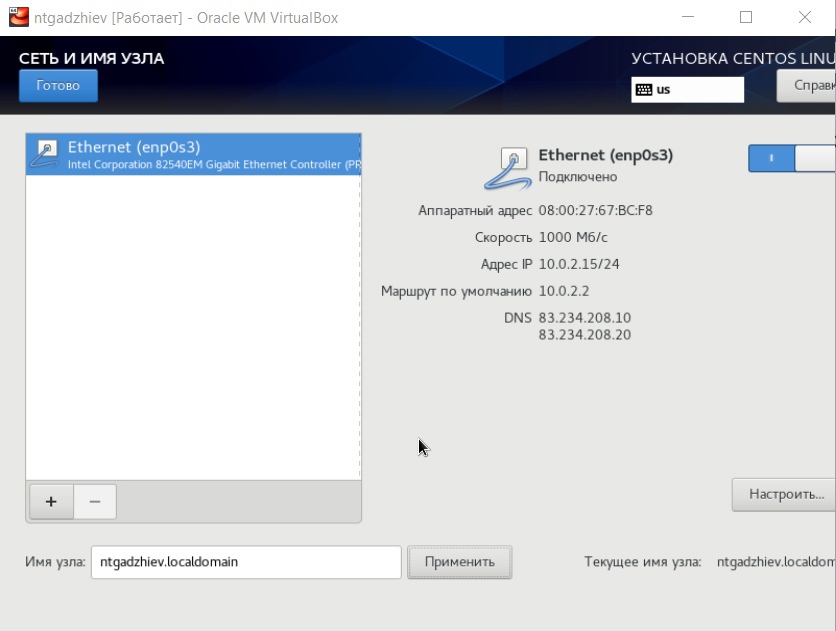 ntgadzhiev [Работает] - Oracle VM VirtualBox
СЕТЬ И ИМЯ УЗЛА
УСТАНОВКА CENTOS LINU
Готово
us
Справк
Ethernet (enp0s3)
Intel Corporation 82540EM Gigabit Ethernet Controller (PR
Ethernet (enp0s3)
Подключено
Аппаратный адрес 08:00:27:67:BC:F8
Скорость 1000 Мб/с
Адрес IP 10.0.2.15/24
Маршрут по умолчанию 10.0.2.2
DNS 83.234.208.10
83.234.208.20
+ −
Настроить...
Имя узла: ntgadzhiev.localdomain Применить Текущее имя узла: ntgadzhiev.localdom